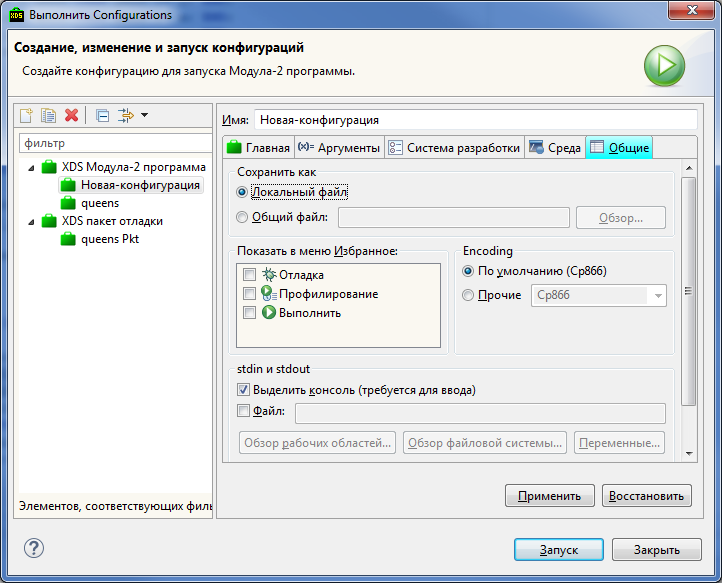 XDS Выполнить Configurations
Создание, изменение и запуск конфигураций
Создайте конфигурацию для запуска Модула-2 программы.
фильтр
XDS Модула-2 программа
Новая-конфигурация
queens
XDS пакет отладки
queens Pkt
Элементов, соответствующих филь
Имя: Новая-конфигурация
Главная (x)= Аргументы Система разработки Среда Общие
Сохранить как
Локальный файл
Общий файл: Обзор...
Показать в меню Избранное:
Отладка
Профилирование
Выполнить
Encoding
По умолчанию (Cp866)
Прочие Cp866
stdin и stdout
Выделить консоль (требуется для ввода)
Файл:
Обзор рабочих областей... Обзор файловой системы... Переменные...
Применить Восстановить
? Запуск Закрыть